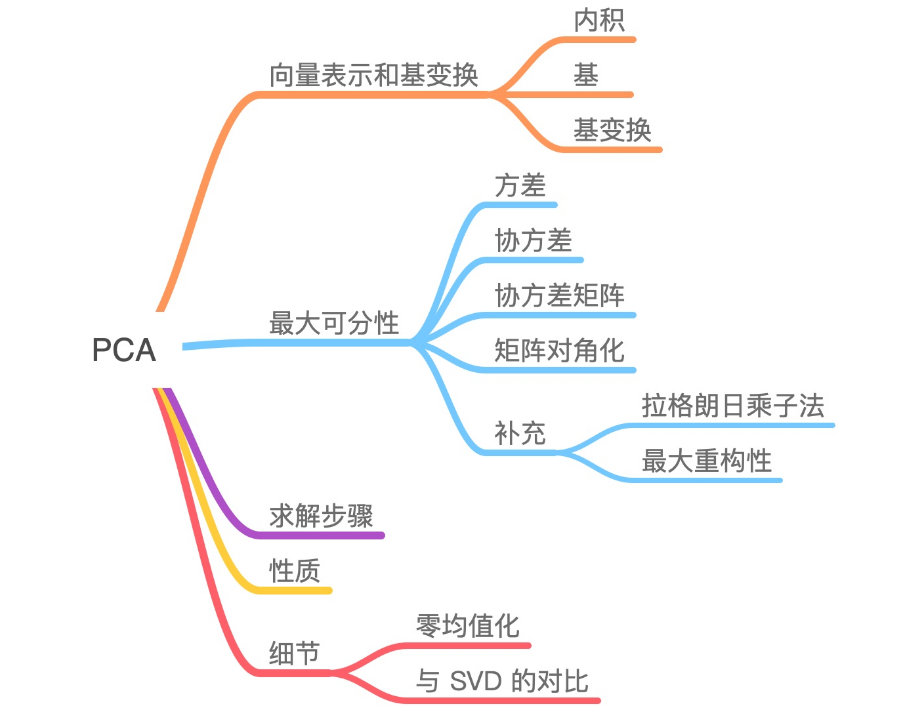 PCA
向量表示和基变换
内积
基
基变换
最大可分性
方差
协方差
协方差矩阵
矩阵对角化
补充
拉格朗日乘子法
最大重构性
求解步骤
性质
细节
零均值化
与 SVD 的对比